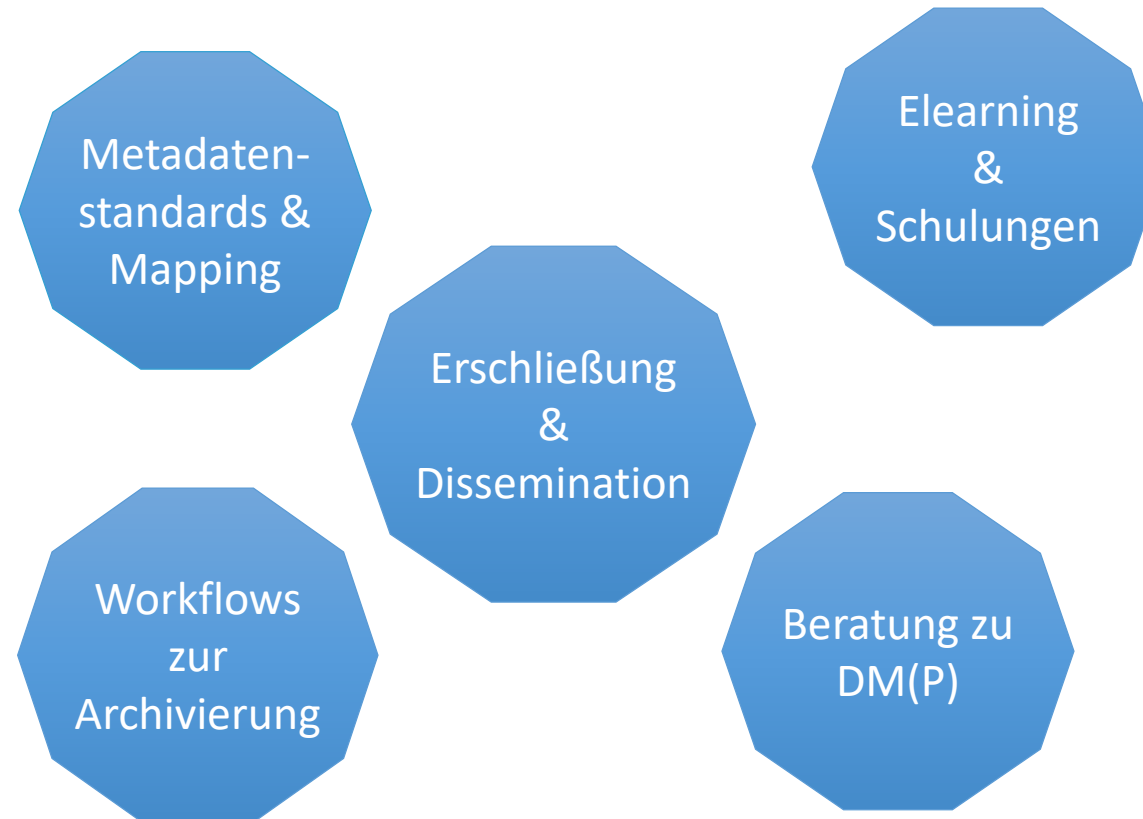 Metadaten-
standards &
Mapping
Elearning
&
Schulungen
Erschließung
&
Dissemination
Workflows
zur
Archivierung
Beratung zu
DM(P)